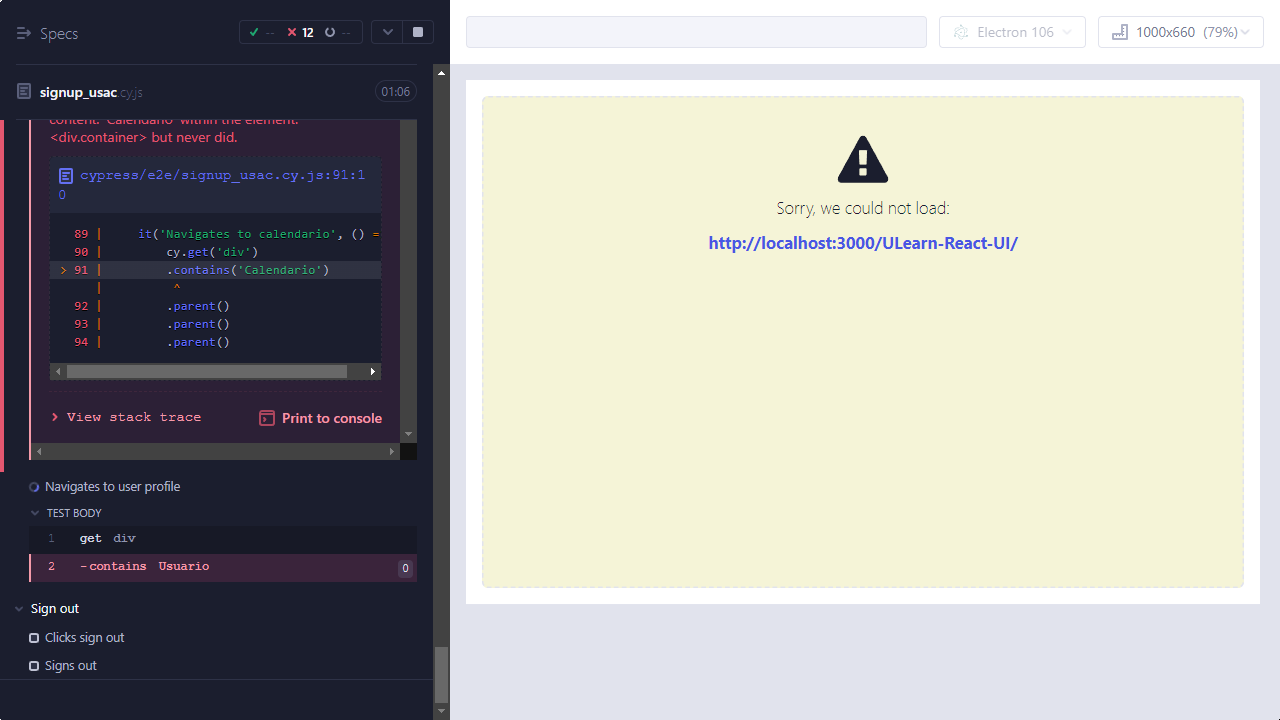 Specs
--
12
--
signup_usac.cy.js
01:06
content: 'Calendario' within the element:
<div.container> but never did.
cypress/e2e/signup_usac.cy.js:91:1
0
89 | it('Navigates to calendario', () =
90 | cy.get('div')
> 91 | .contains('Calendario')
| ^
92 | .parent()
93 | .parent()
94 | .parent()
> View stack trace
Print to console
Navigates to user profile
TEST BODY
1 get div
2 -contains Usuario 0
Sign out
Clicks sign out
Signs out
Electron 106
1000x660 (79%)
Sorry, we could not load:
http://localhost:3000/ULearn-React-UI/